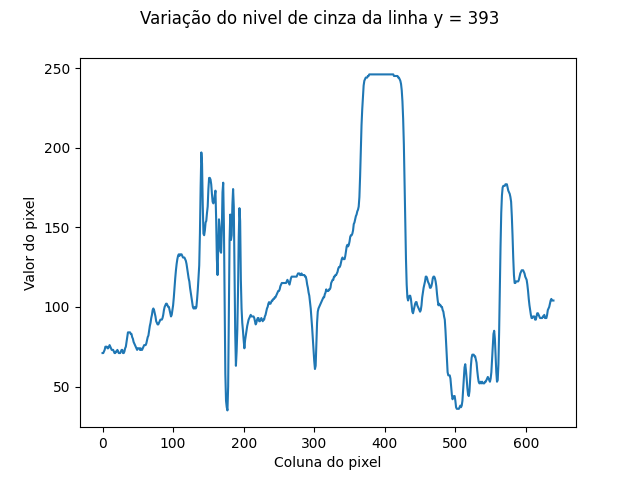 Variação do nivel de cinza da linha y = 393
250
200
150
100
50
Valor do pixel
0 100 200 300 400 500 600
Coluna do pixel